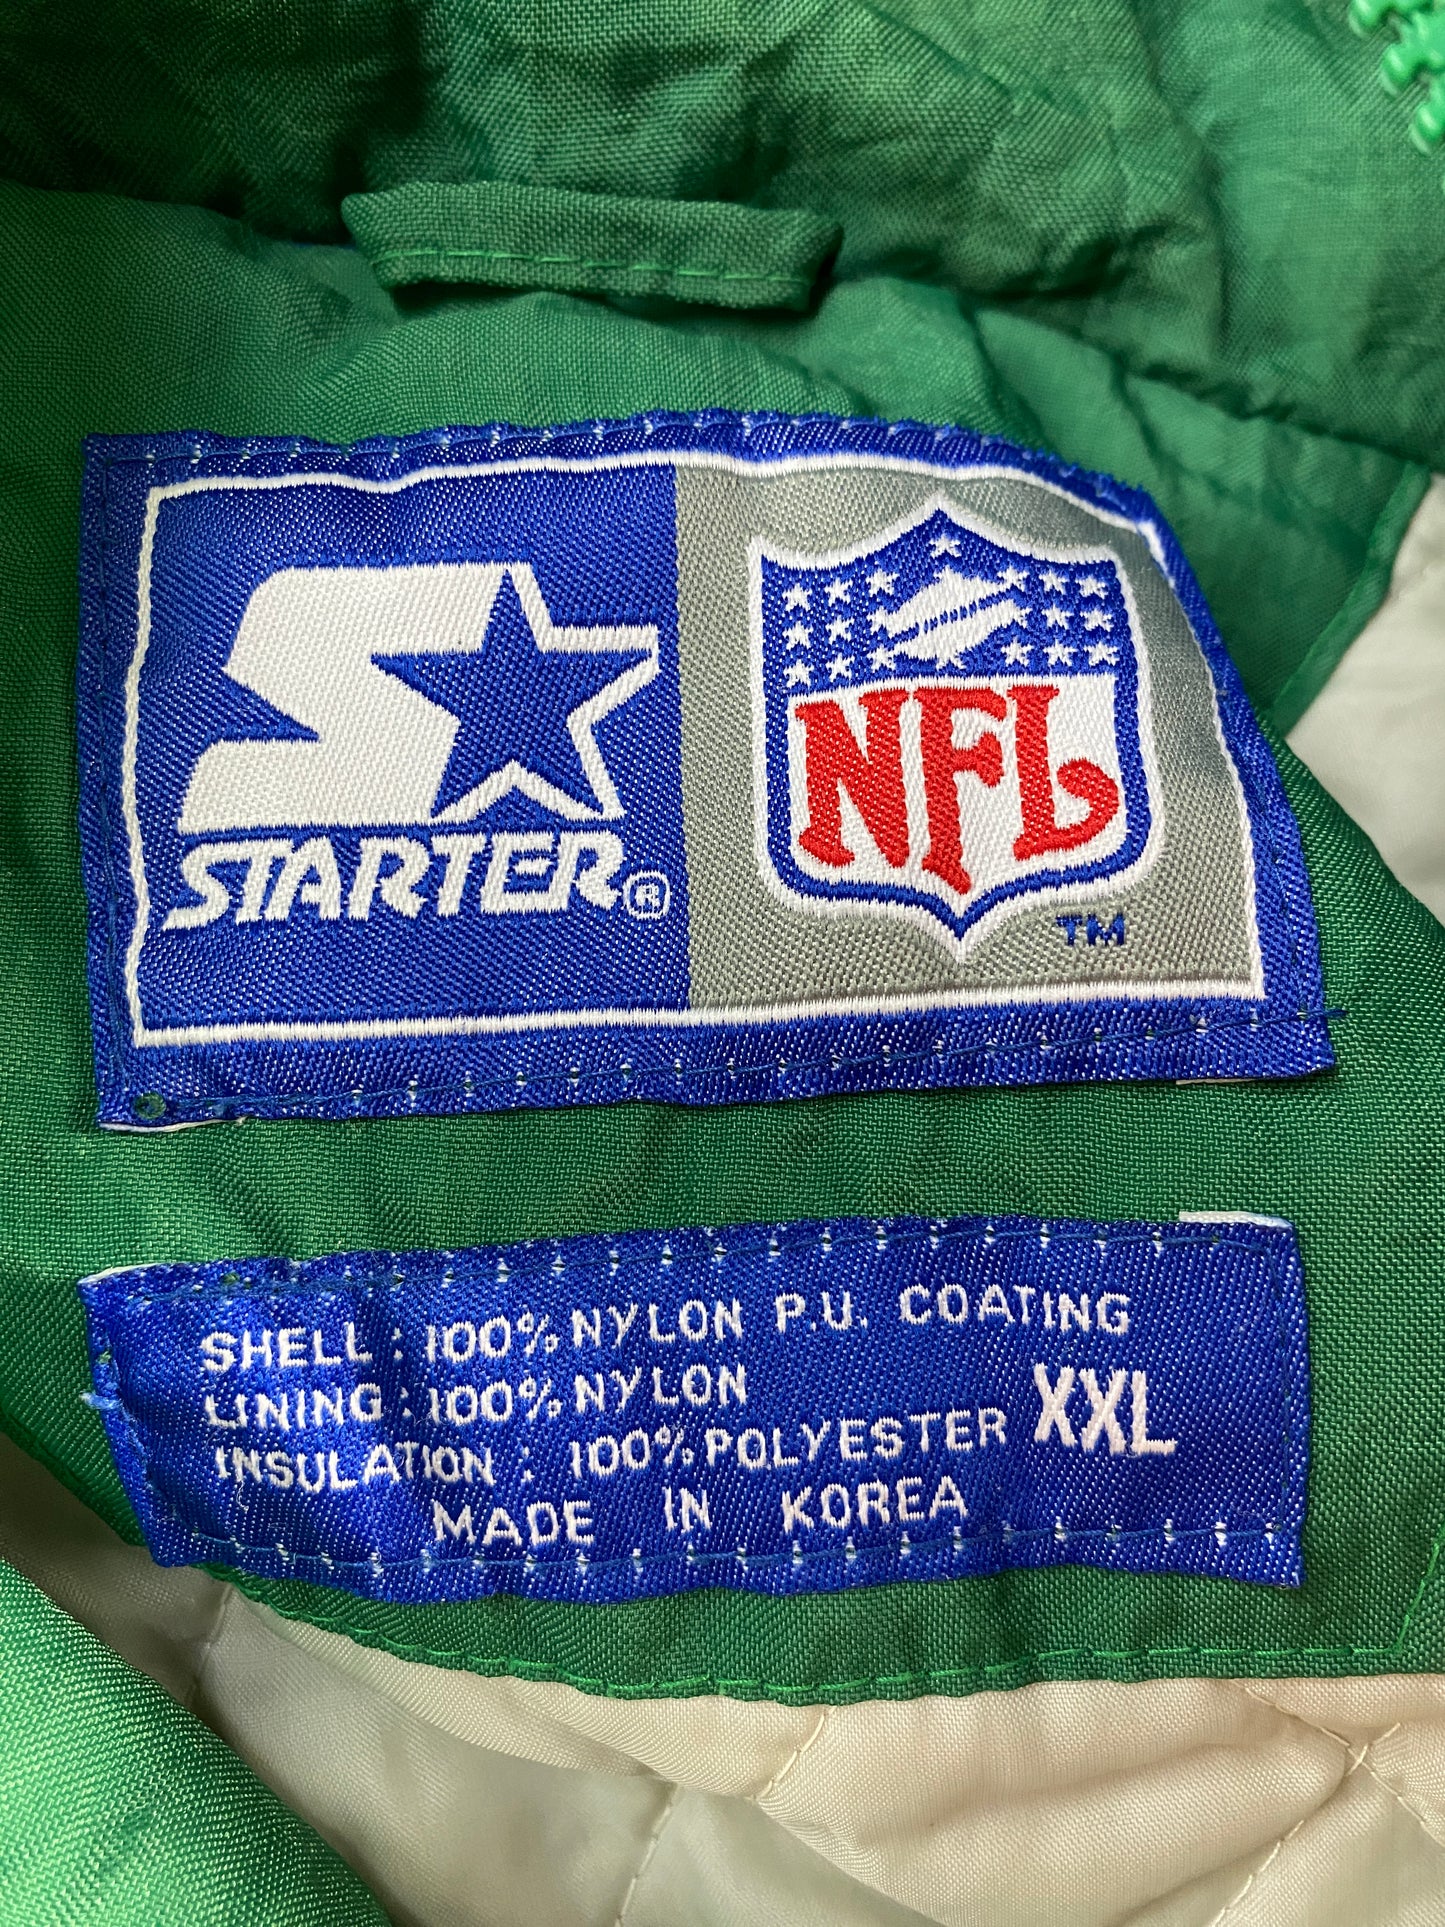 STARTER®
NFL
TM
SHELL : 100% NYLON P.U. COATING
LINING : 100% NYLON
INSULATION : 100% POLYESTER XXL
MADE IN KOREA